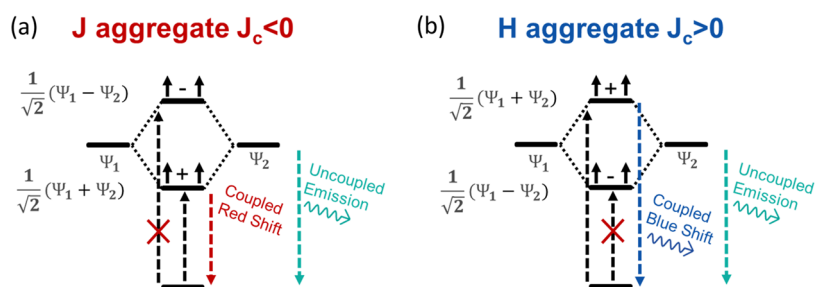 (a) J aggregate J_c<0
1/√2 (Ψ₁ − Ψ₂)
-
Ψ₁
Ψ₂
1/√2 (Ψ₁ + Ψ₂)
+
Coupled
Red Shift
Uncoupled
Emission
(b) H aggregate J_c>0
1/√2 (Ψ₁ + Ψ₂)
+
Ψ₁
Ψ₂
1/√2 (Ψ₁ − Ψ₂)
-
Coupled
Blue Shift
Uncoupled
Emission